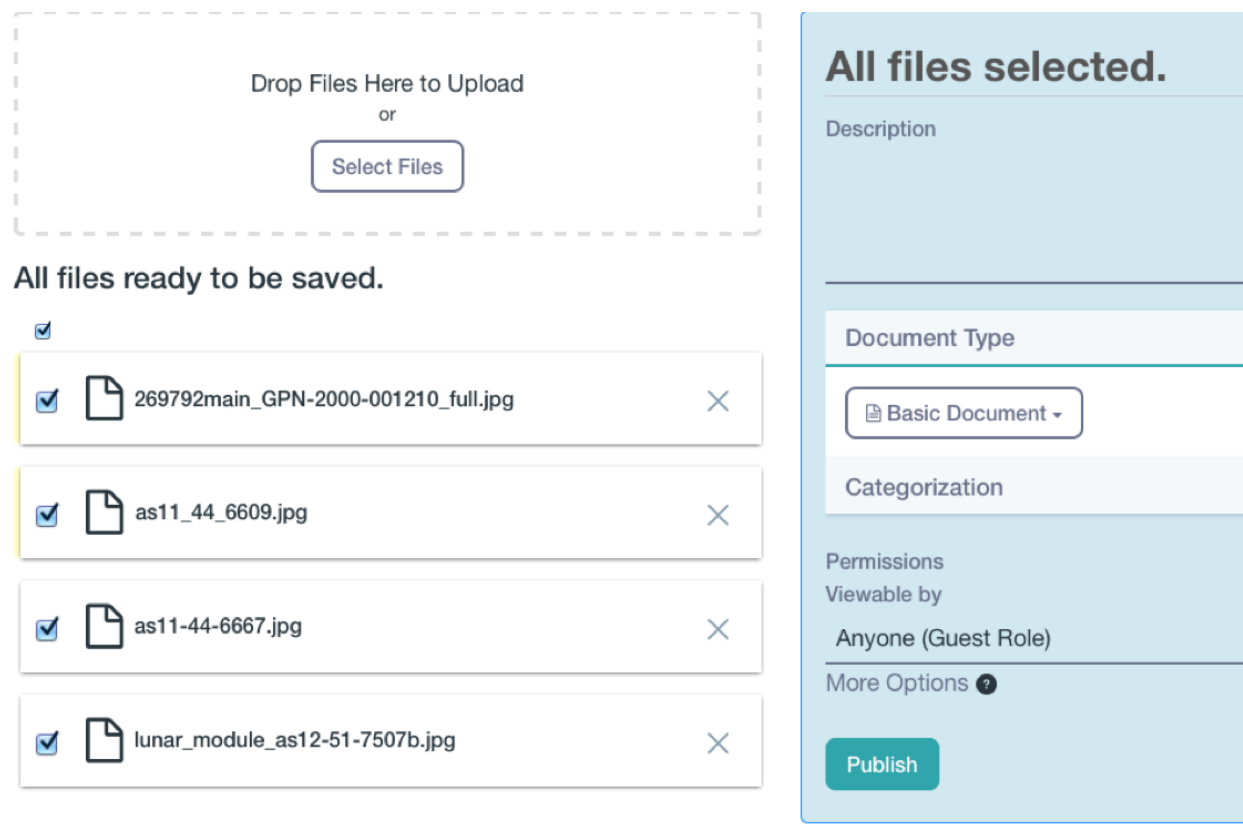 Drop Files Here to Upload
or
Select Files
All files ready to be saved.
269792main_GPN-2000-001210_full.jpg
as11_44_6609.jpg
as11-44-6667.jpg
lunar_module_as12-51-7507b.jpg
All files selected.
Description
Document Type
Basic Document
Categorization
Permissions
Viewable by
Anyone (Guest Role)
More Options ?
Publish